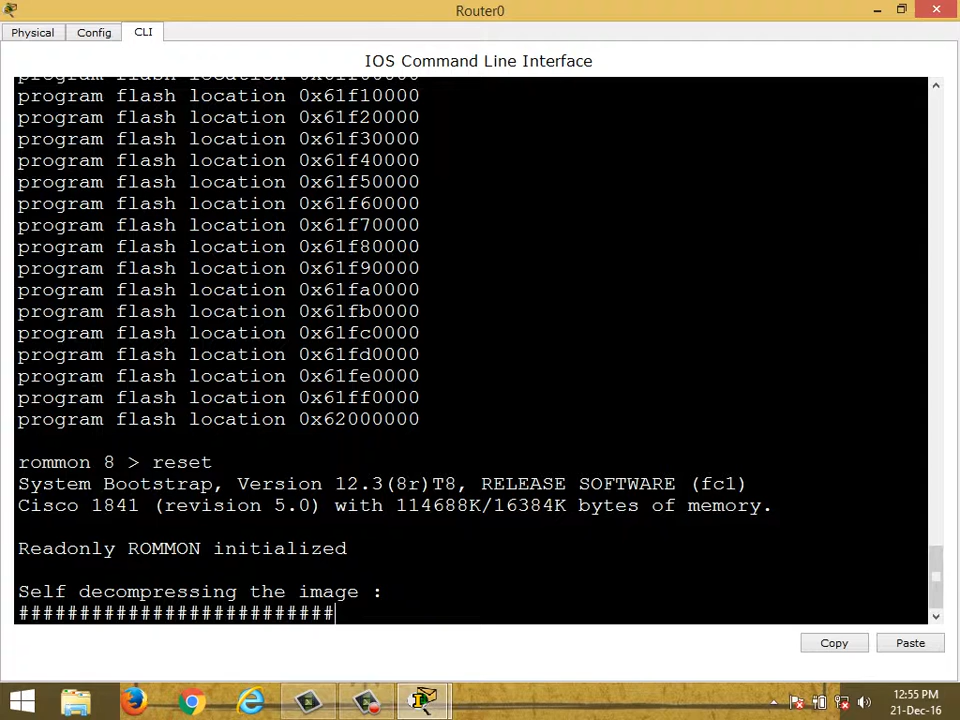 Router0
Physical
Config
CLI
IOS Command Line Interface
program flash location 0x61f00000
program flash location 0x61f10000
program flash location 0x61f20000
program flash location 0x61f30000
program flash location 0x61f40000
program flash location 0x61f50000
program flash location 0x61f60000
program flash location 0x61f70000
program flash location 0x61f80000
program flash location 0x61f90000
program flash location 0x61fa0000
program flash location 0x61fb0000
program flash location 0x61fc0000
program flash location 0x61fd0000
program flash location 0x61fe0000
program flash location 0x61ff0000
program flash location 0x62000000
rommon 8 > reset
System Bootstrap, Version 12.3(8r)T8, RELEASE SOFTWARE (fc1)
Cisco 1841 (revision 5.0) with 114688K/16384K bytes of memory.
Readonly ROMMON initialized
Self decompressing the image :
##########################
Copy
Paste
12:55 PM
21-Dec-16